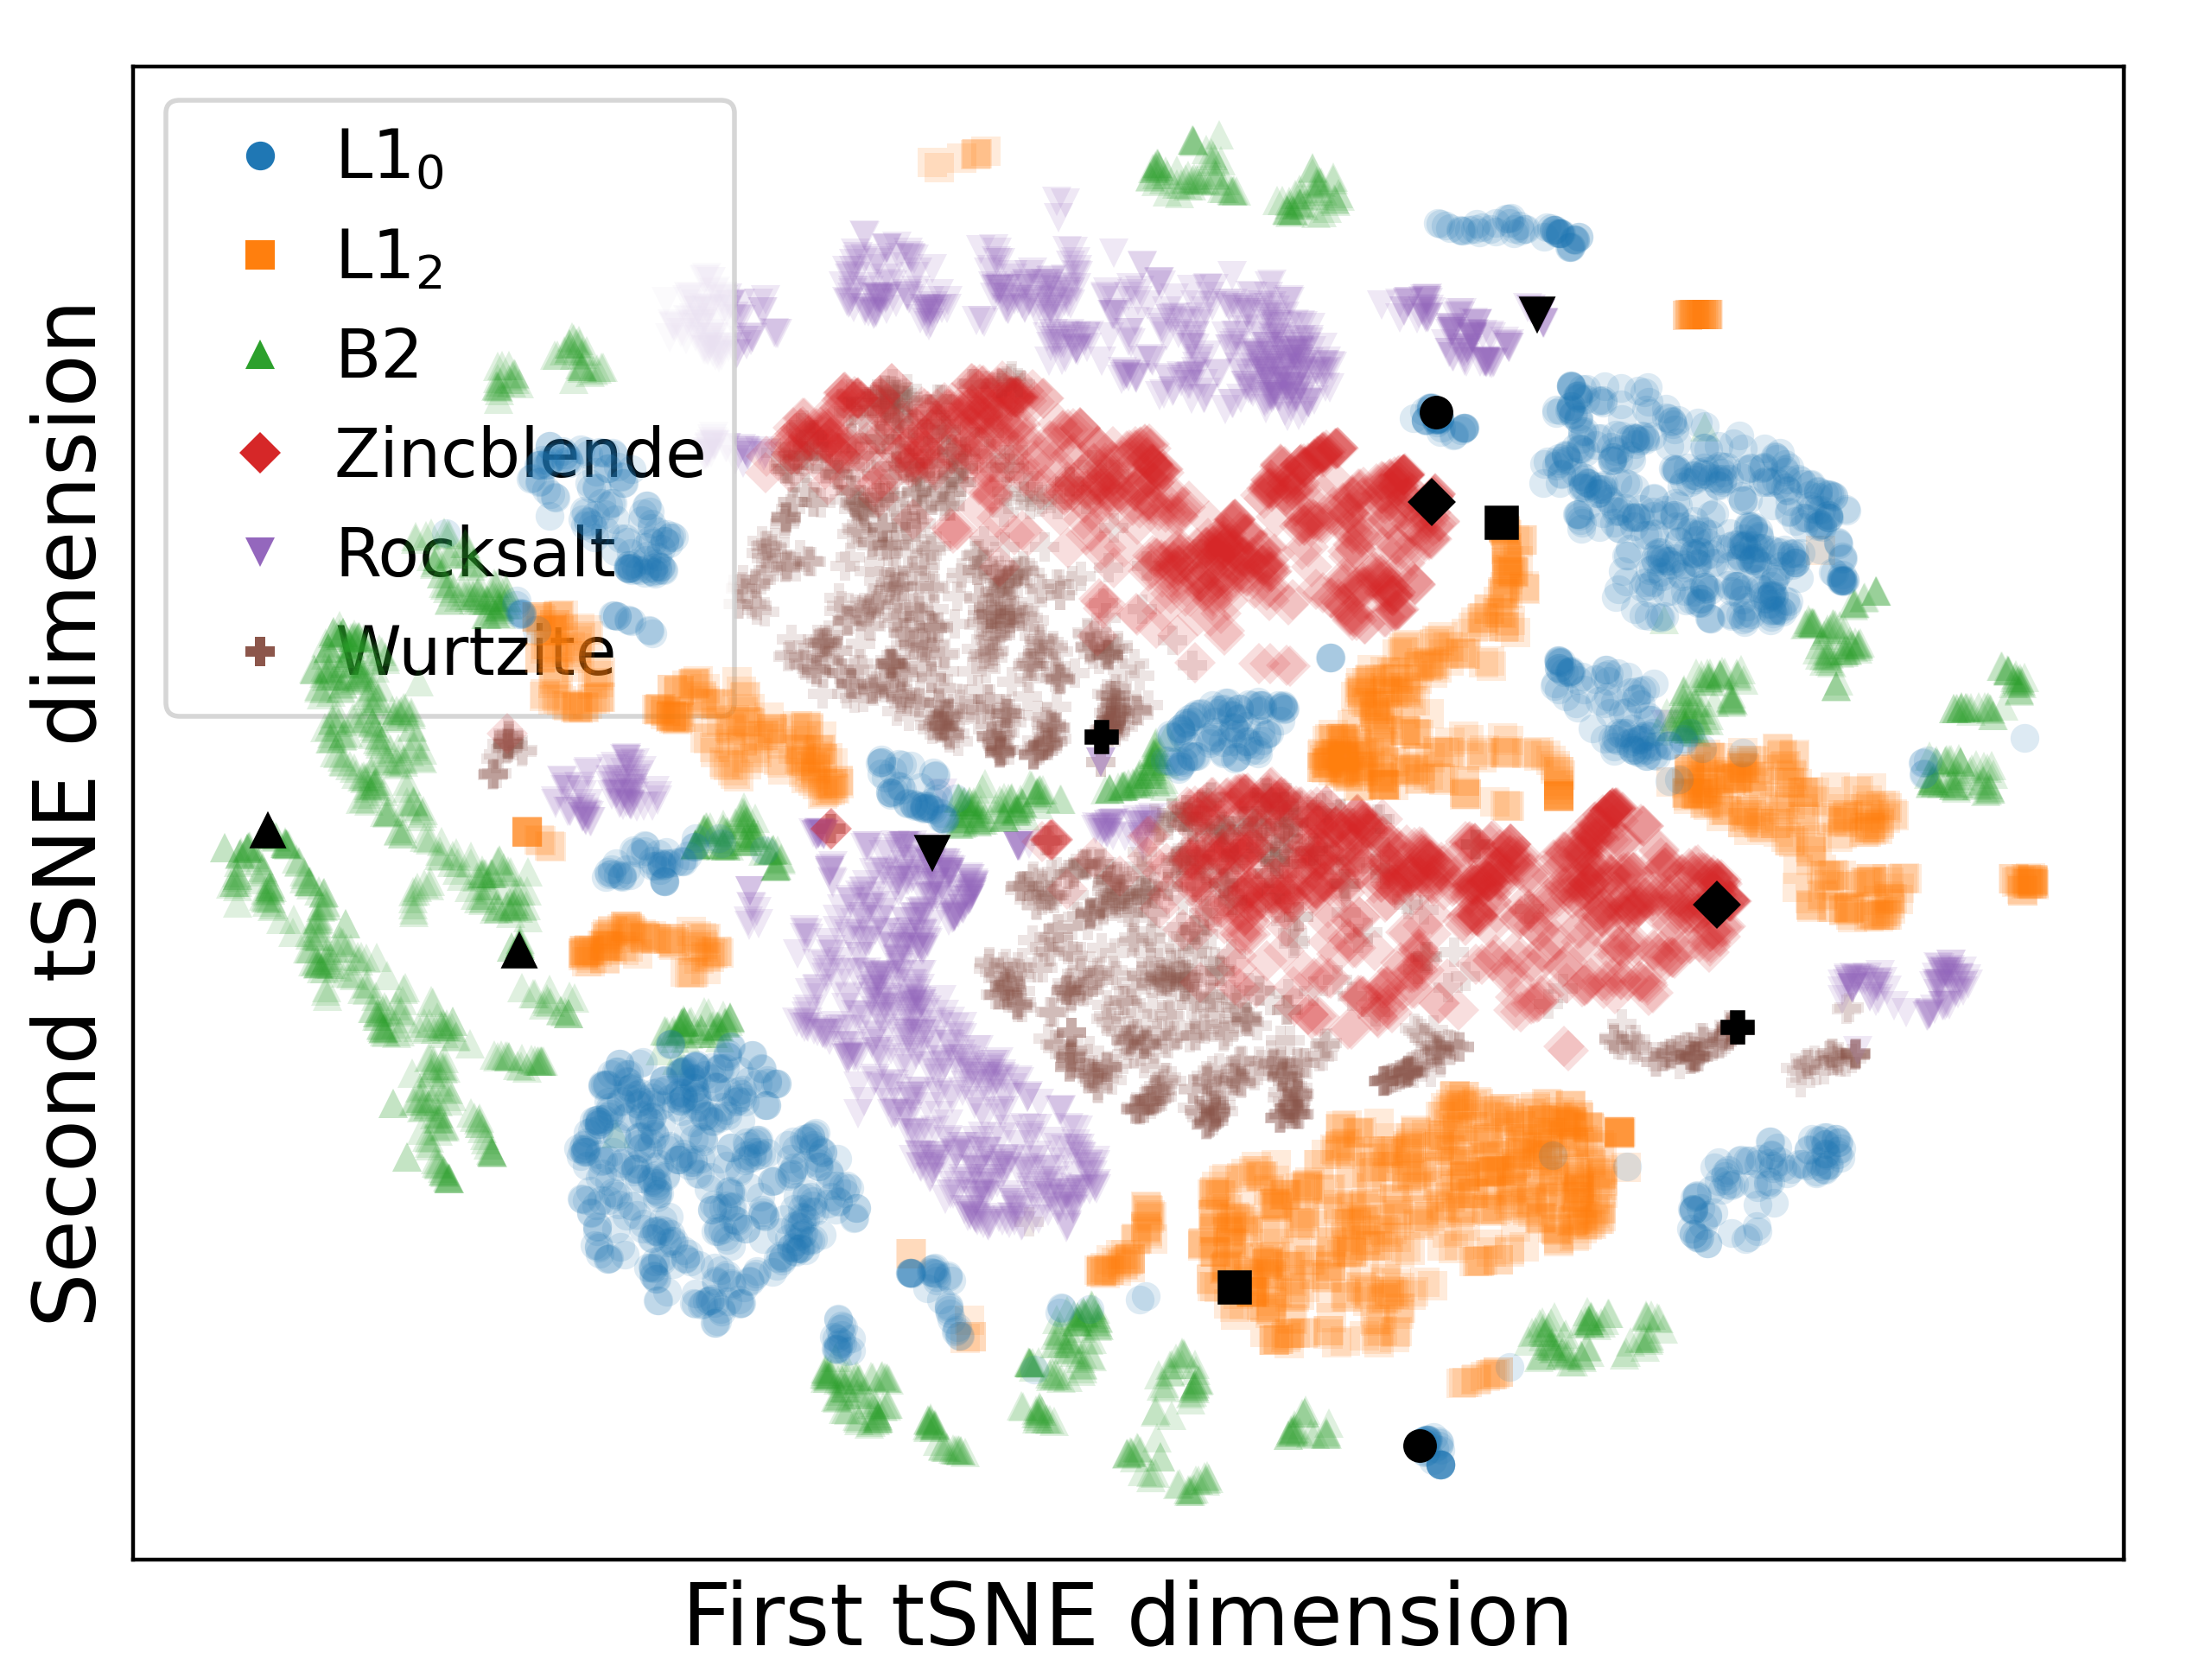 L1₀
L1₂
B2
Zincblende
Rocksalt
Wurtzite
Second tSNE dimension
First tSNE dimension